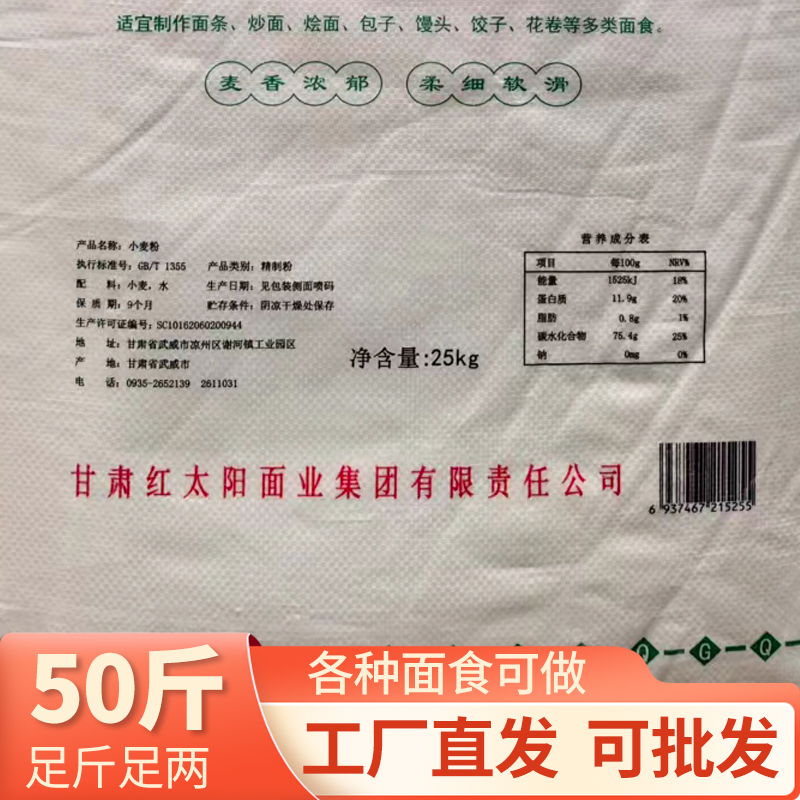 适宜制作面条、炒面、烩面、包子、馒头、饺子、花卷等多类面食。
麦香浓郁 柔细软滑
产品名称：小麦粉
执行标准号：GB/T 1355 产品类别：精制粉
配 料：小麦，水 生产日期：见包装侧面喷码
保 质 期：9个月 贮存条件：阴凉干燥处保存
生产许可证编号：SC10162060200944
地 址：甘肃省武威市凉州区谢河镇工业园区
产 地：甘肃省武威市
电 话：0935-2652139 2611031
净含量:25kg
营养成分表
项目 每100g NRV%
能量 1525kJ 18%
蛋白质 11.9g 20%
脂肪 0.8g 1%
碳水化合物 75.4g 25%
钠 0mg 0%
甘肃红太阳面业集团有限责任公司
6 937467 215255
Q G Q
50斤
足斤足两
各种面食可做
工厂直发 可批发